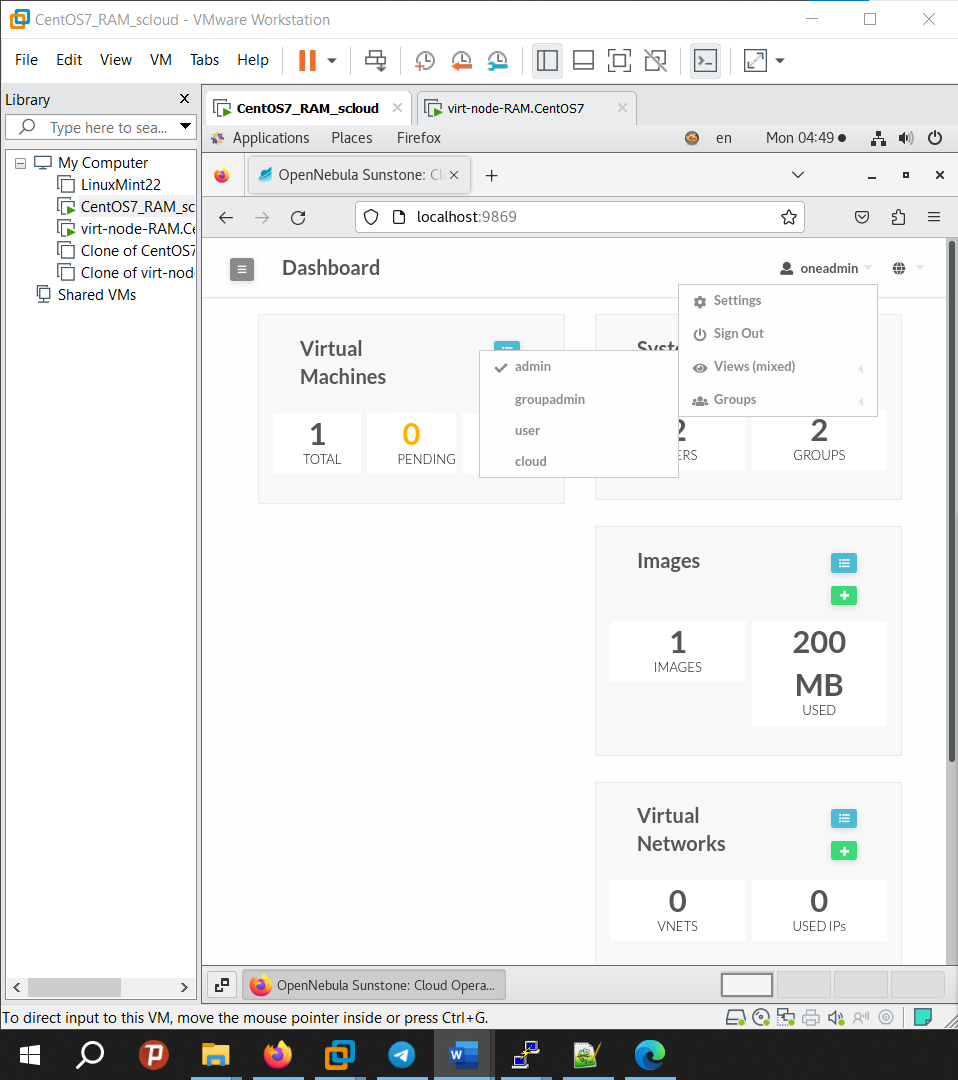 CentOS7_RAM_scloud - VMware Workstation
File Edit View VM Tabs Help
Library
Type here to sea...
My Computer
LinuxMint22
CentOS7_RAM_sc
virt-node-RAM.Ce
Clone of CentOS7
Clone of virt-nod
Shared VMs
CentOS7_RAM_scloud
virt-node-RAM.CentOS7
Applications Places Firefox en Mon 04:49
OpenNebula Sunstone: Cl
localhost:9869
Dashboard
oneadmin
Settings
Sign Out
Views (mixed)
Groups
admin
groupadmin
user
cloud
Virtual
Machines
1
TOTAL
0
PENDING
Syst
2
ERS
2
GROUPS
Images
1
IMAGES
200
MB
USED
Virtual
Networks
0
VNETS
0
USED IPs
OpenNebula Sunstone: Cloud Opera...
To direct input to this VM, move the mouse pointer inside or press Ctrl+G.